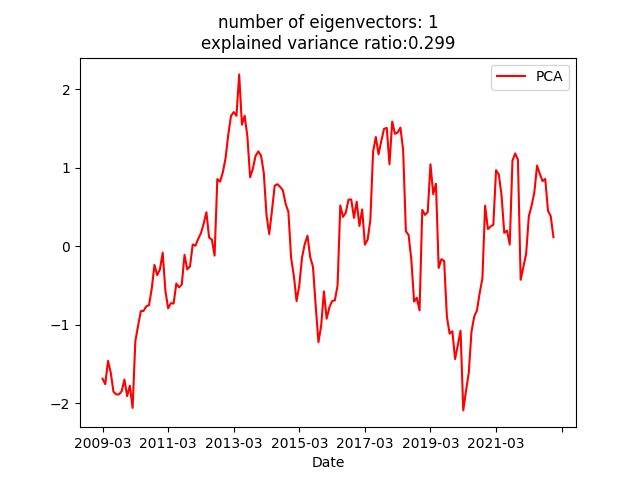 number of eigenvectors: 1
explained variance ratio:0.299
PCA
2
1
0
−1
−2
2009-03 2011-03 2013-03 2015-03 2017-03 2019-03 2021-03
Date